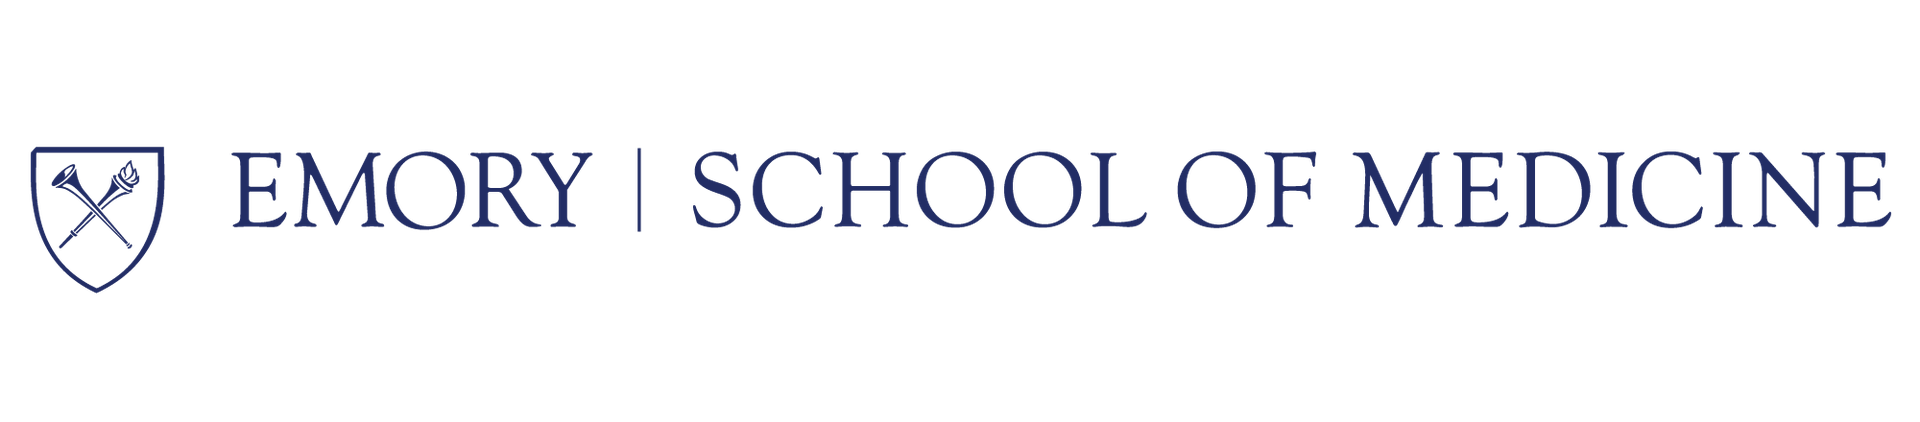 EMORY | SCHOOL OF MEDICINE